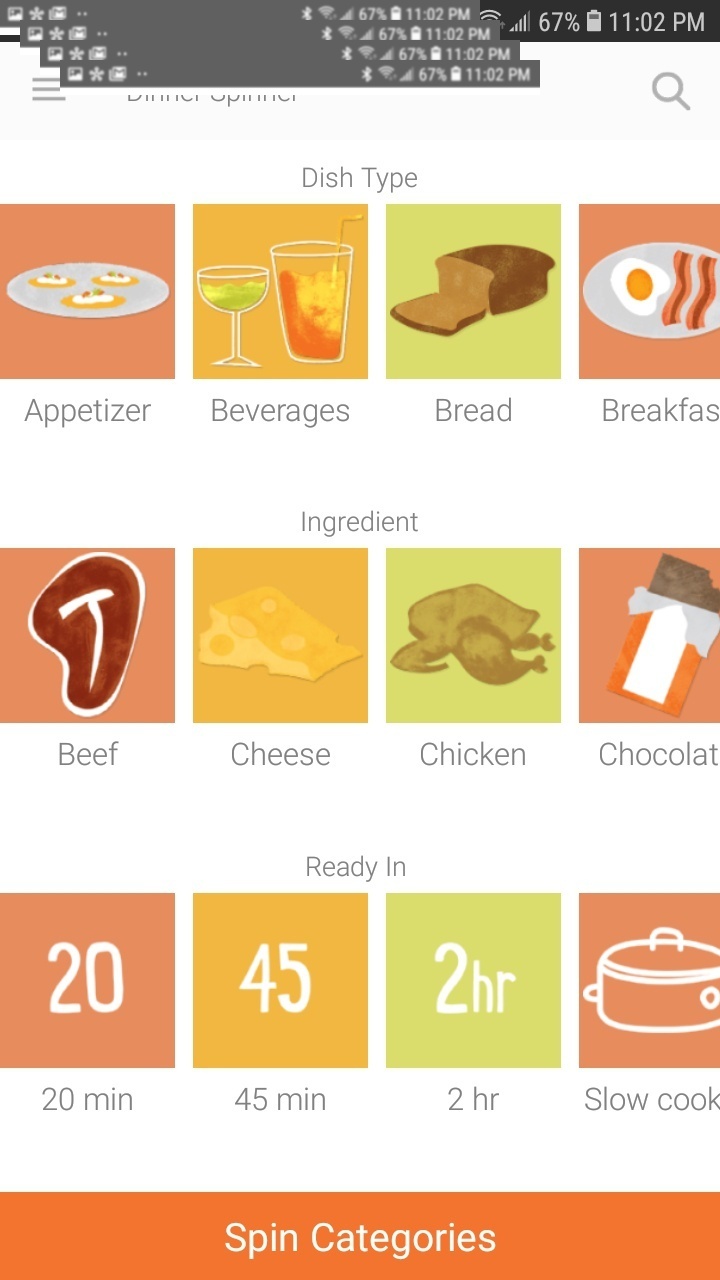 67% 11:02 PM
67% 11:02 PM
67% 11:02 PM
67% 11:02 PM
67% 11:02 PM
Dinner Spinner
Dish Type
Appetizer Beverages Bread Breakfas
Ingredient
Beef Cheese Chicken Chocolat
Ready In
20 45 2hr
20 min 45 min 2 hr Slow cook
Spin Categories